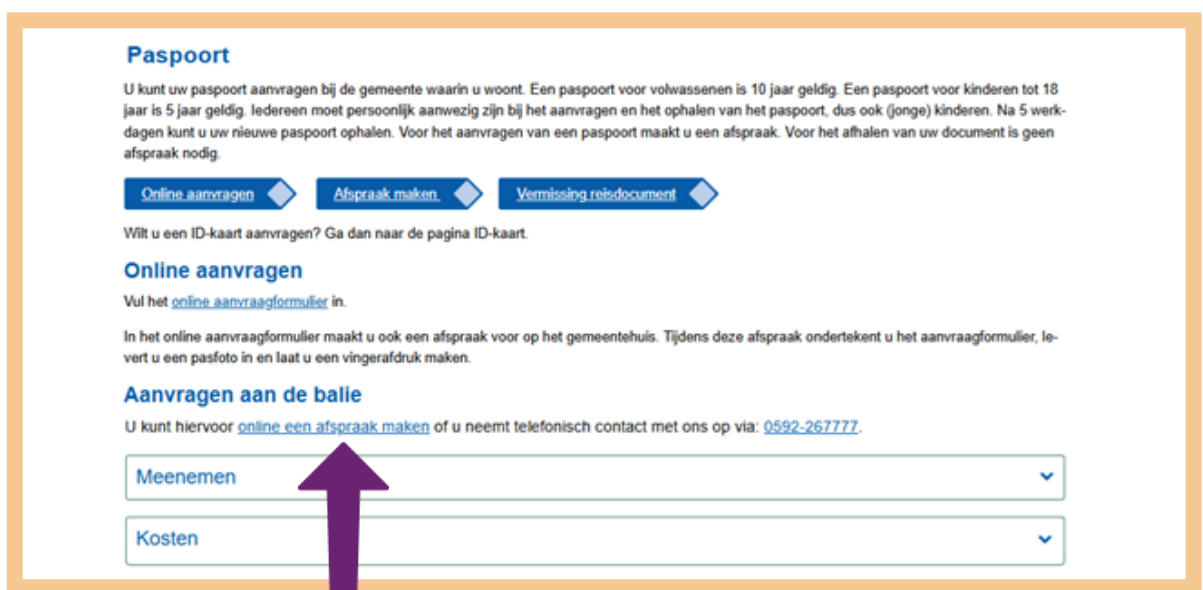 Paspoort
U kunt uw paspoort aanvragen bij de gemeente waarin u woont. Een paspoort voor volwassenen is 10 jaar geldig. Een paspoort voor kinderen tot 18
jaar is 5 jaar geldig. Iedereen moet persoonlijk aanwezig zijn bij het aanvragen en het ophalen van het paspoort, dus ook (jonge) kinderen. Na 5 werk-
dagen kunt u uw nieuwe paspoort ophalen. Voor het aanvragen van een paspoort maakt u een afspraak. Voor het afhalen van uw document is geen
afspraak nodig.
Online aanvragen Afspraak maken Vermissing reisdocument
Wilt u een ID-kaart aanvragen? Ga dan naar de pagina ID-kaart.
Online aanvragen
Vul het online aanvraagformulier in.
In het online aanvraagformulier maakt u ook een afspraak voor op het gemeentehuis. Tijdens deze afspraak ondertekent u het aanvraagformulier, le-
vert u een pasfoto in en laat u een vingerafdruk maken.
Aanvragen aan de balie
U kunt hiervoor online een afspraak maken of u neemt telefonisch contact met ons op via: 0592-267777.
Meenemen
Kosten